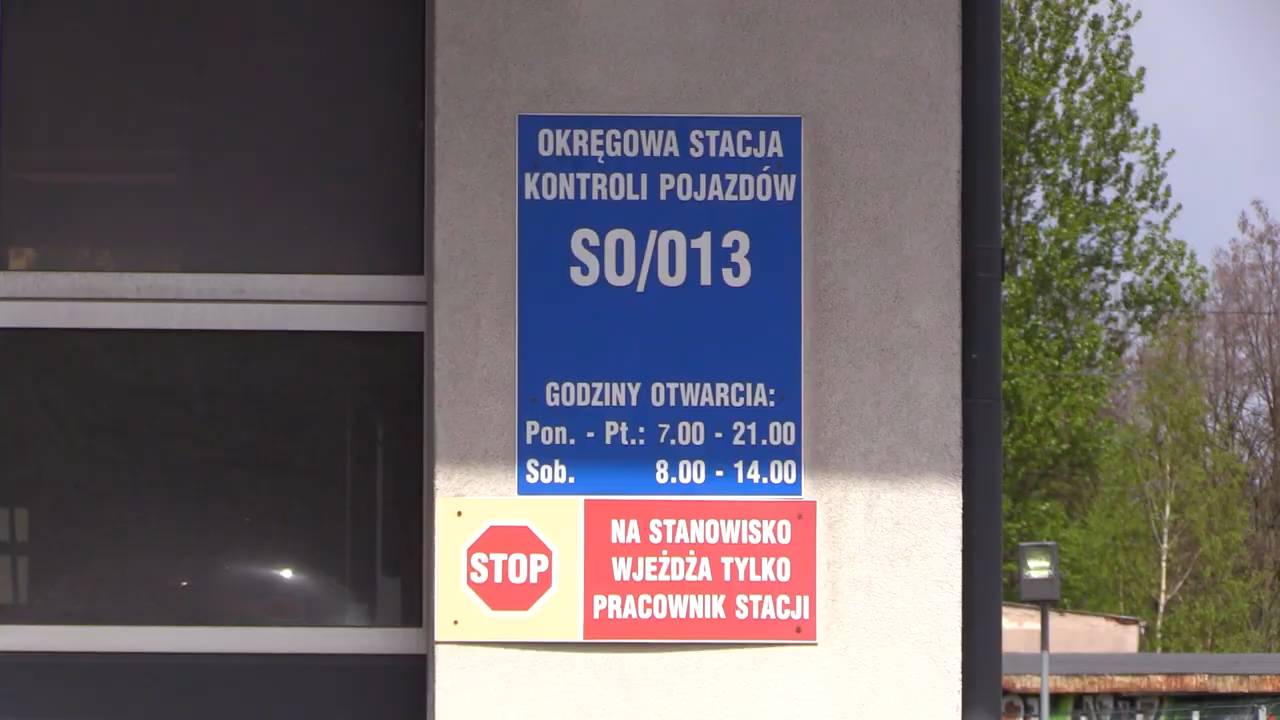 OKRĘGOWA STACJA
KONTROLI POJAZDÓW
SO/013
GODZINY OTWARCIA:
Pon. - Pt.: 7.00 - 21.00
Sob. 8.00 - 14.00
STOP
NA STANOWISKO
WJEŻDŻA TYLKO
PRACOWNIK STACJI